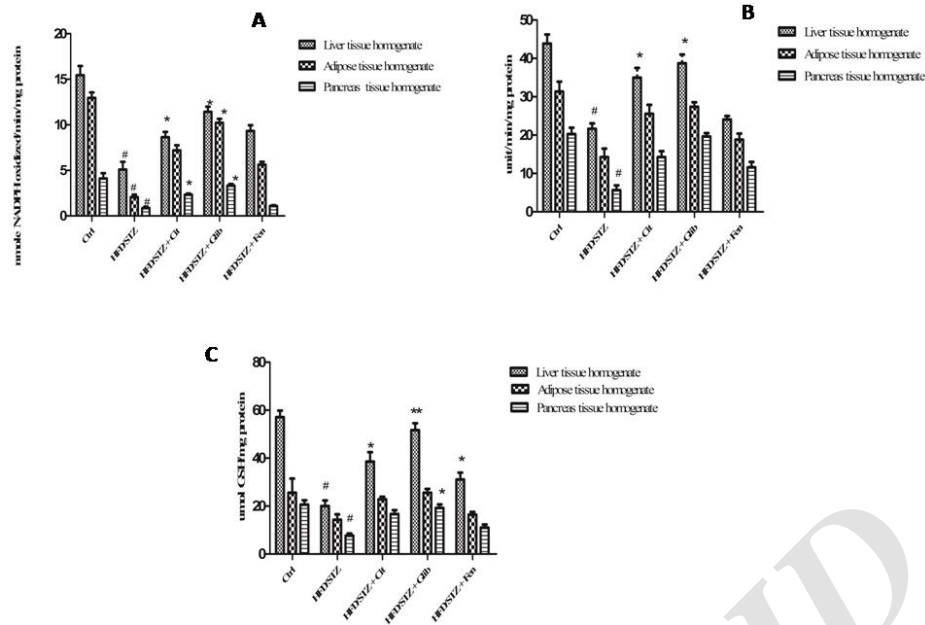 A
nmole NADPH oxidized/min/mg protein
20
15
10
5
0
* * *
# # # * *
Ctrl
HFD/STZ
HFD/STZ + Cit
HFD/STZ + Glib
HFD/STZ + Fen
Liver tissue homogenate
Adipose tissue homogenate
Pancreas tissue homogenate
B
unit/min/mg protein
50
40
30
20
10
0
* *
# #
Ctrl
HFD/STZ
HFD/STZ + Cit
HFD/STZ + Glib
HFD/STZ + Fen
Liver tissue homogenate
Adipose tissue homogenate
Pancreas tissue homogenate
C
umol GSH/mg protein
80
60
40
20
0
# # * ** * *
Ctrl
HFD/STZ
HFD/STZ + Cit
HFD/STZ + Glib
HFD/STZ + Fen
Liver tissue homogenate
Adipose tissue homogenate
Pancreas tissue homogenate